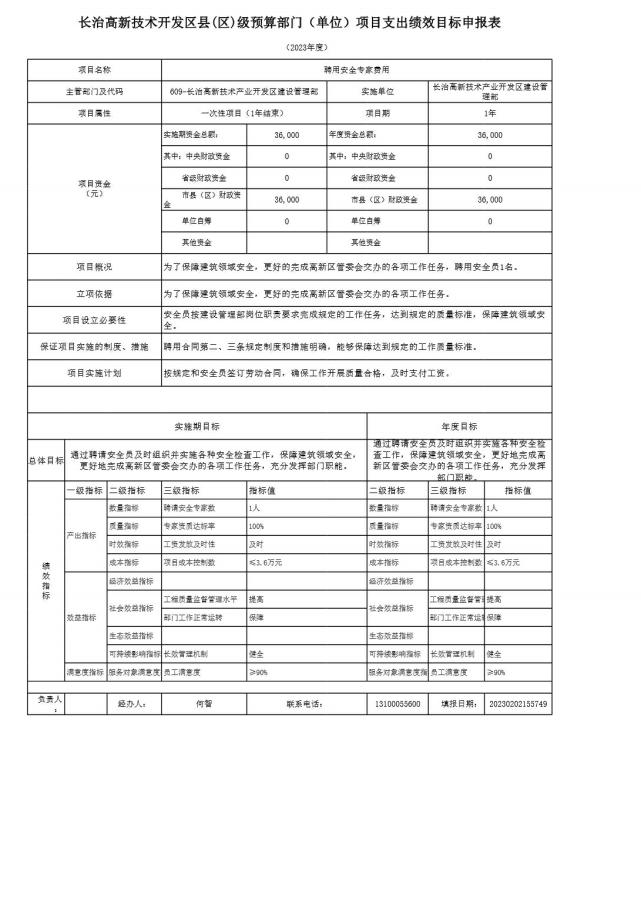 长治高新技术开发区县(区)级预算部门（单位）项目支出绩效目标申报表
（2023年度）
项目名称 聘用安全专家费用
主管部门及代码 609-长治高新技术产业开发区建设管理部 实施单位 长治高新技术产业开发区建设管
理部
项目属性 一次性项目（1年结束） 项目期 1年
项目资金
（元）
实施期资金总额： 36,000 年度资金总额： 36,000
其中：中央财政资金 0 其中：中央财政资金 0
省级财政资金 0 省级财政资金 0
市县（区）财政资
金 36,000 市县（区）财政资金 36,000
单位自筹 0 单位自筹 0
其他资金 其他资金
项目概况 为了保障建筑领域安全，更好的完成高新区管委会交办的各项工作任务，聘用安全员1名。
立项依据 为了保障建筑领域安全，更好的完成高新区管委会交办的各项工作任务。
项目设立必要性 安全员按建设管理部岗位职责要求完成规定的工作任务，达到规定的质量标准，保障建筑领域安
全。
保证项目实施的制度、措施 聘用合同第二、三条规定制度和措施明确，能够保障达到规定的工作质量标准。
项目实施计划 按规定和安全员签订劳动合同，确保工作开展质量合格，及时支付工资。
实施期目标 年度目标
总体目标
通过聘请安全员及时组织并实施各种安全检查工作，保障建筑领域安全，
更好地完成高新区管委会交办的各项工作任务，充分发挥部门职能。
通过聘请安全员及时组织并实施各种安全检
查工作，保障建筑领域安全，更好地完成高
新区管委会交办的各项工作任务，充分发挥
部门职能。
绩效指标
一级指标 二级指标 三级指标 指标值 二级指标 三级指标 指标值
产出指标
数量指标 聘请安全专家数 1人 数量指标 聘请安全专家数 1人
质量指标 专家资质达标率 100% 质量指标 专家资质达标率 100%
时效指标 工资发放及时性 及时 时效指标 工资发放及时性 及时
成本指标 项目成本控制数 ≤3.6万元 成本指标 项目成本控制数 ≤3.6万元
效益指标
经济效益指标 经济效益指标
社会效益指标 工程质量监督管理水平 提高 社会效益指标 工程质量监督管理 提高
部门工作正常运转 保障 部门工作正常运转 保障
生态效益指标 生态效益指标
可持续影响指标 长效管理机制 健全 可持续影响指标 长效管理机制 健全
满意度指标 服务对象满意度 员工满意度 ≥90% 服务对象满意度指 员工满意度 ≥90%
负责人
： 经办人： 何智 联系电话： 13100055600 填报日期： 20230202155749